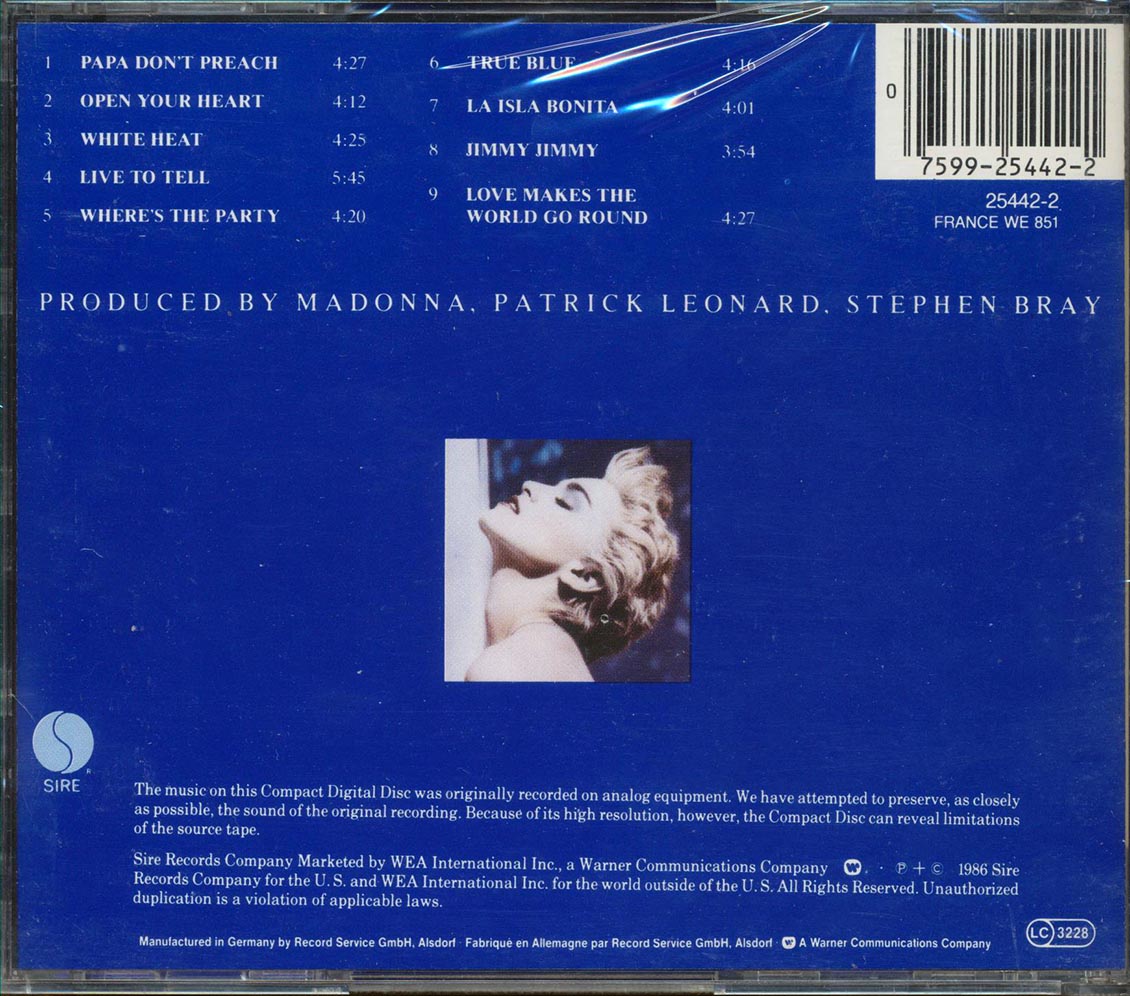 1 PAPA DON'T PREACH 4:27
2 OPEN YOUR HEART 4:12
3 WHITE HEAT 4:25
4 LIVE TO TELL 5:45
5 WHERE'S THE PARTY 4:20
6 TRUE BLUE 4:16
7 LA ISLA BONITA 4:01
8 JIMMY JIMMY 3:54
9 LOVE MAKES THE
WORLD GO ROUND 4:27
0 7599-25442-2
25442-2
FRANCE WE 851
PRODUCED BY MADONNA, PATRICK LEONARD, STEPHEN BRAY
SIRE
The music on this Compact Digital Disc was originally recorded on analog equipment. We have attempted to preserve, as closely
as possible, the sound of the original recording. Because of its high resolution, however, the Compact Disc can reveal limitations
of the source tape.
Sire Records Company Marketed by WEA International Inc., a Warner Communications Company . · ℗ + © 1986 Sire
Records Company for the U.S. and WEA International Inc. for the world outside of the U.S. All Rights Reserved. Unauthorized
duplication is a violation of applicable laws.
Manufactured in Germany by Record Service GmbH, Alsdorf · Fabriqué en Allemagne par Record Service GmbH, Alsdorf · A Warner Communications Company
LC 3228